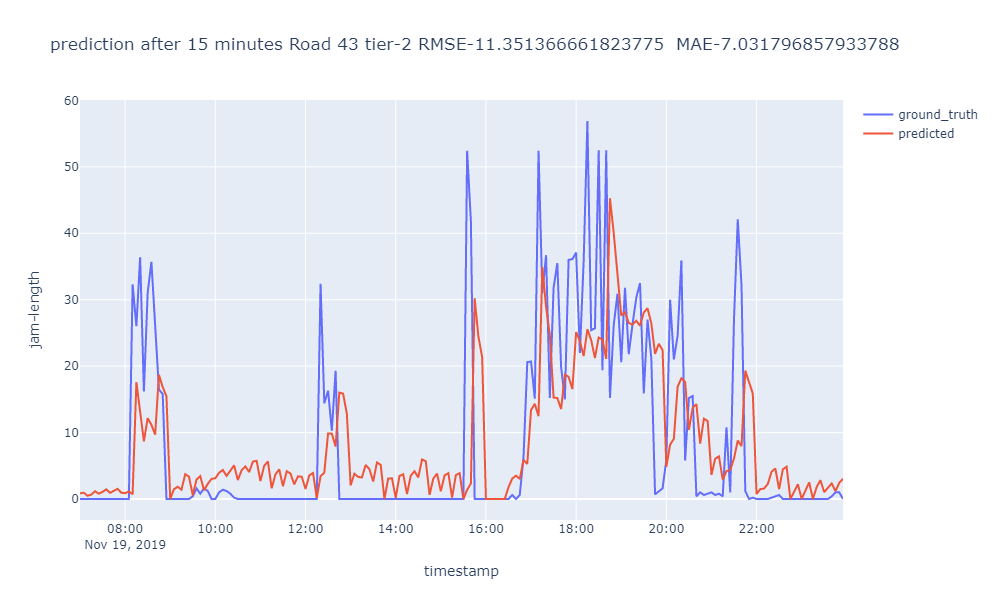 prediction after 15 minutes Road 43 tier-2 RMSE-11.351366661823775  MAE-7.031796857933788
ground_truth
predicted
60
50
40
30
20
10
0
jam-length
08:00 10:00 12:00 14:00 16:00 18:00 20:00 22:00
Nov 19, 2019
timestamp